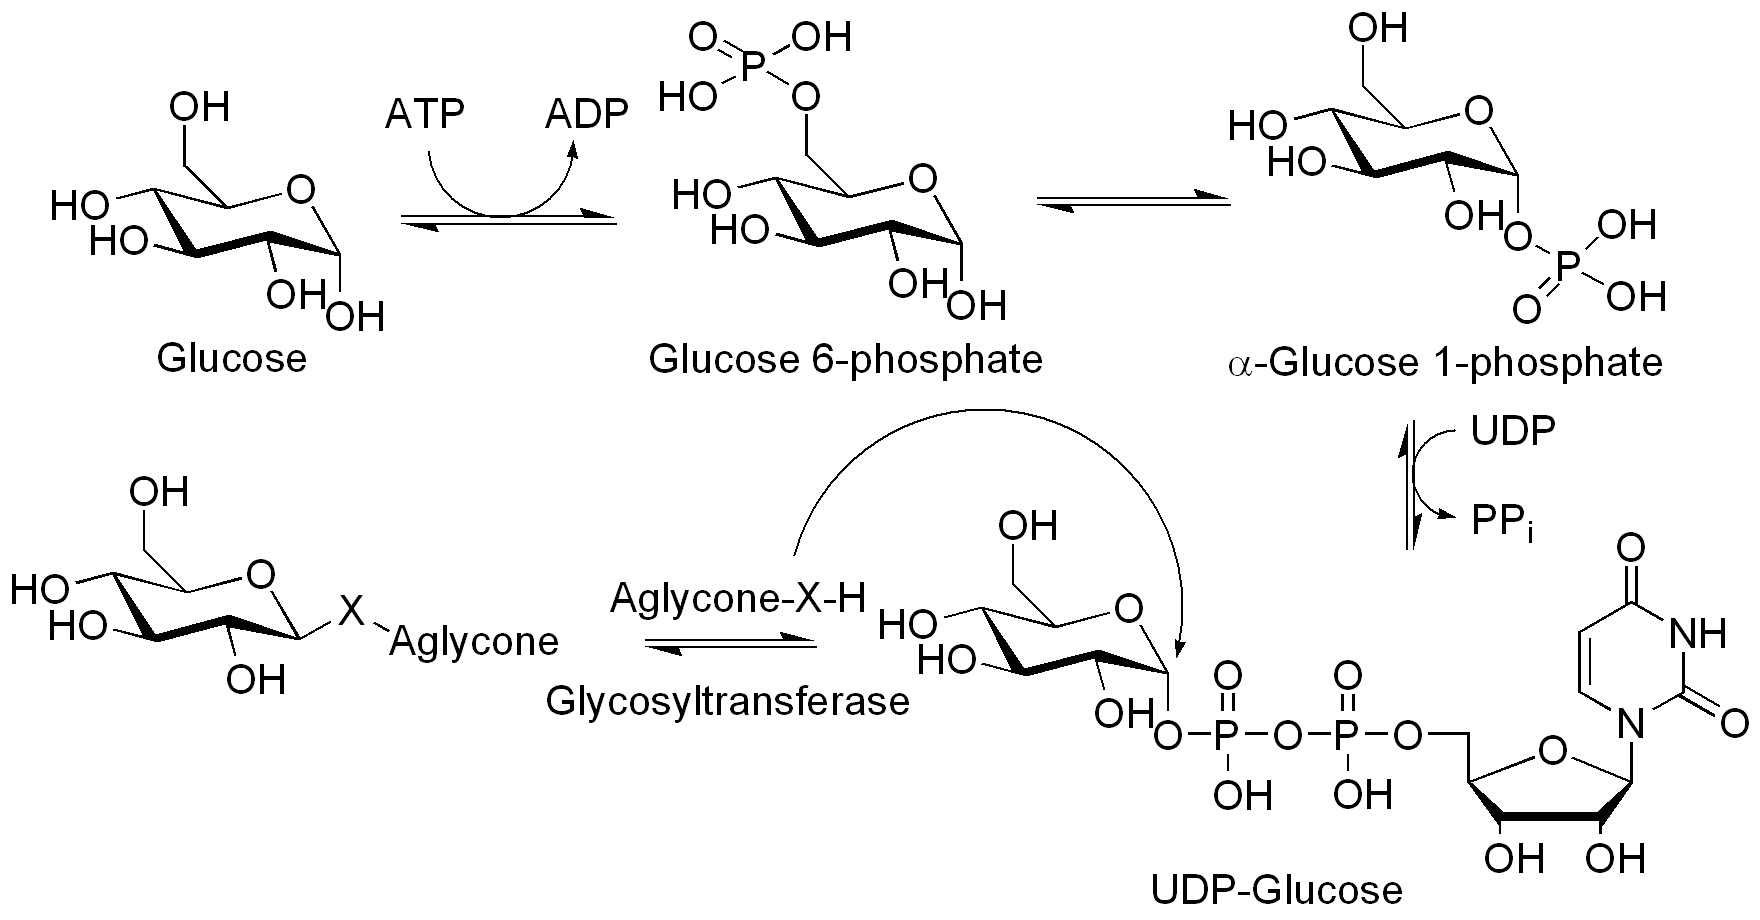 O
OH
P
HO
O
OH
OH
ATP
ADP
O
HO
HO
OH
OH
Glucose
O
HO
HO
OH
OH
Glucose 6-phosphate
O
HO
HO
OH
O
OH
P
O
OH
α-Glucose 1-phosphate
UDP
PPi
OH
O
HO
HO
OH
X
Aglycone
Aglycone-X-H
Glycosyltransferase
OH
O
HO
HO
OH
O
O
O
P
O
P
O
OH
OH
O
NH
O
N
O
OH
OH
UDP-Glucose